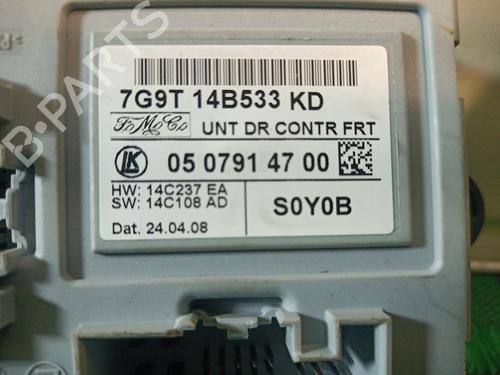 B-PARTS
7G9T 14B533 KD
FoMoCo UNT DR CONTR FRT
LK 05 0791 47 00
HW: 14C237 EA
SW: 14C108 AD
S0Y0B
Dat. 24.04.08